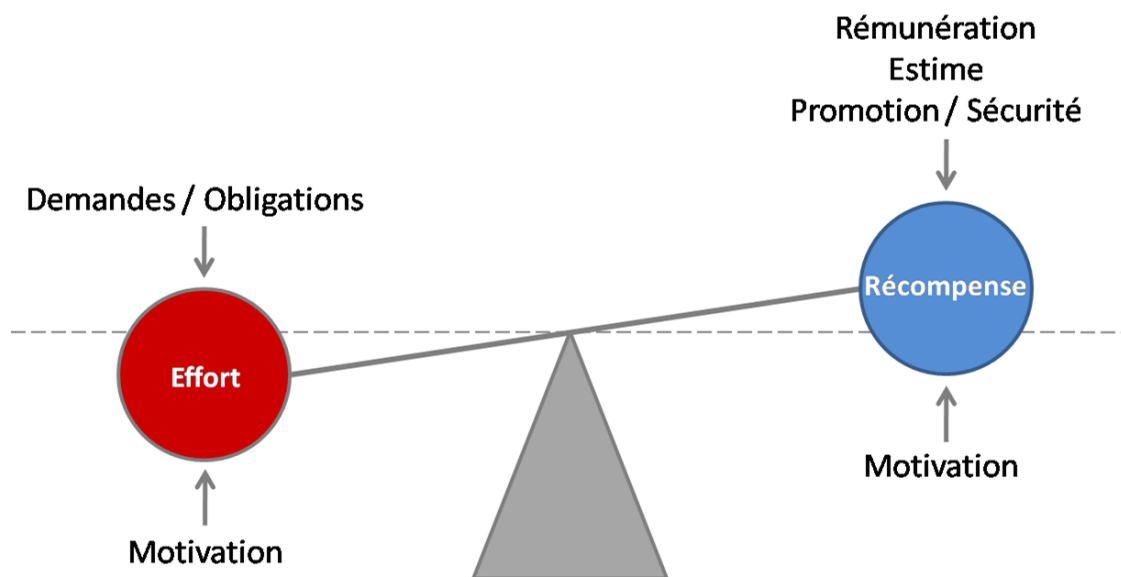 Rémunération
Estime
Promotion / Sécurité
Demandes / Obligations
Récompense
Effort
Motivation
Motivation